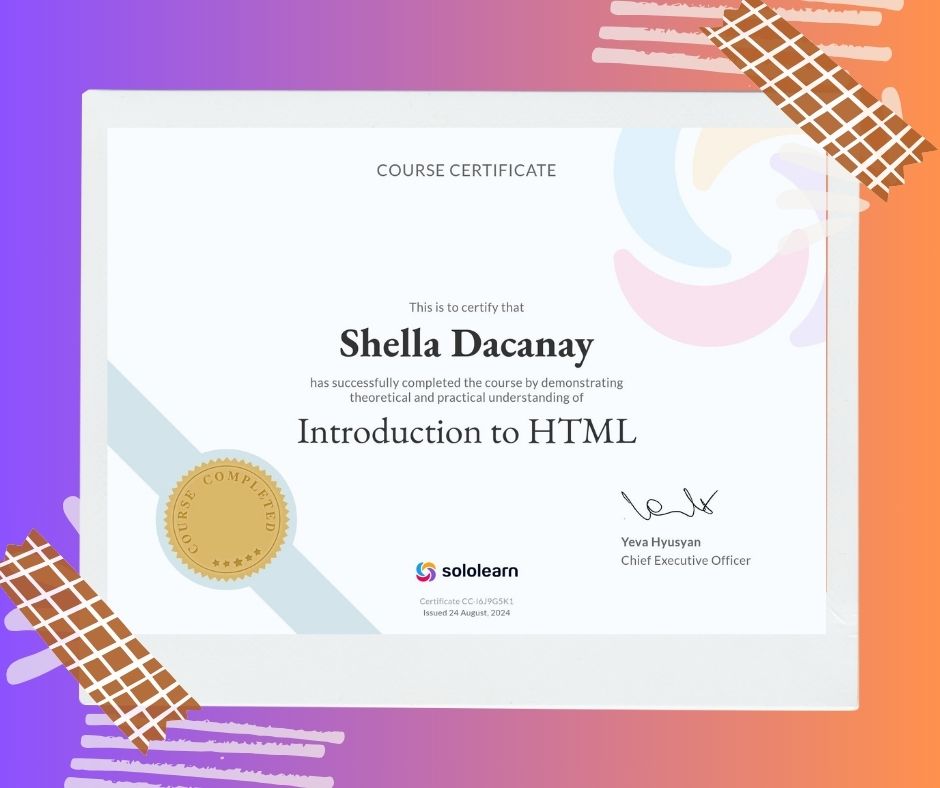 COURSE CERTIFICATE
This is to certify that
Shella Dacanay
has successfully completed the course by demonstrating
theoretical and practical understanding of
Introduction to HTML
COURSE COMPLETED
Yeva Hyusyan
Chief Executive Officer
sololearn
Certificate CC-I6J9G5K1
Issued 24 August, 2024